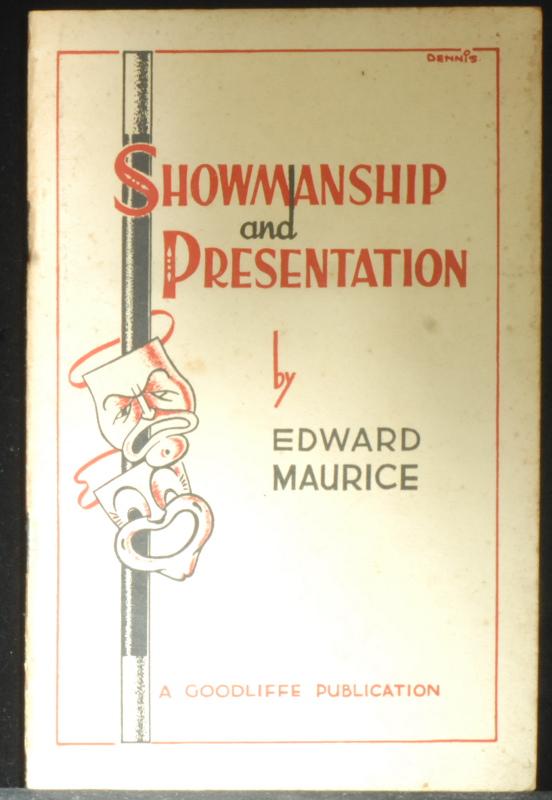 DENNIS
SHOWMANSHIP
and
PRESENTATION
by
EDWARD
MAURICE
A GOODLIFFE PUBLICATION